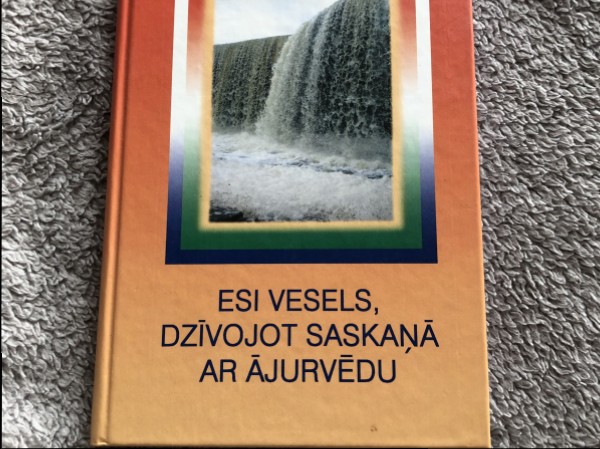 ESI VESELS,
DZĪVOJOT SASKAŅĀ
AR ĀJURVĒDU